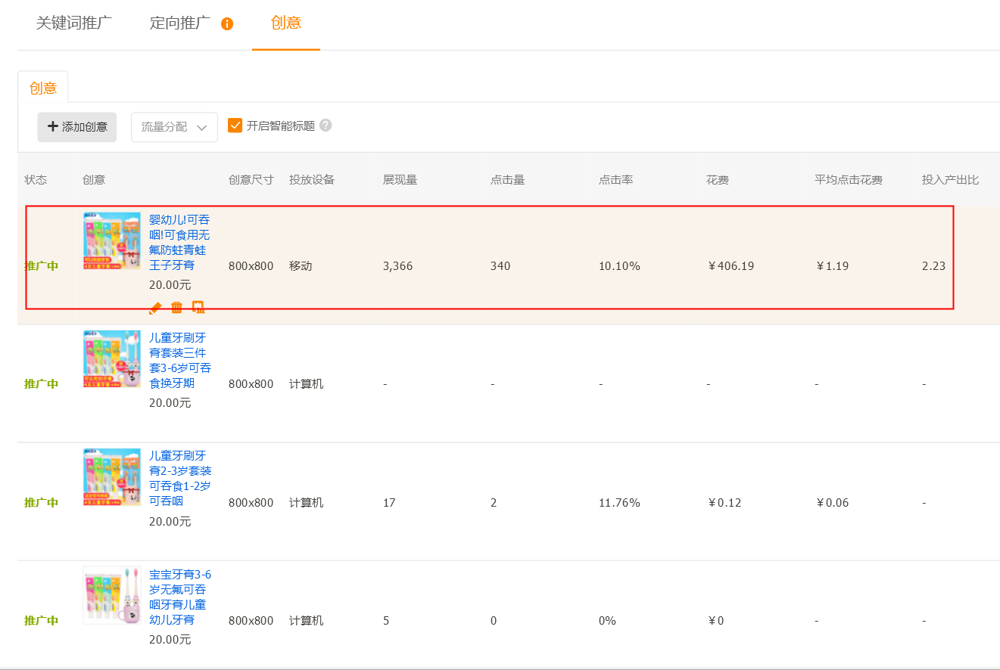 关键词推广 定向推广 创意
创意
添加创意 流量分配 开启智能标题 ?
状态 创意 创意尺寸 投放设备 展现量 点击量 点击率 花费 平均点击花费 投入产出比
婴幼儿!可吞
咽!可食用无
氟防蛀青蛙
王子牙膏
推广中 800x800 移动 3,366 340 10.10% ￥406.19 ￥1.19 2.23
20.00元
儿童牙刷牙
膏套装三件
套3-6岁可吞
食换牙期
推广中 800x800 计算机 - - - - - -
20.00元
儿童牙刷牙
膏2-3岁套装
可吞食1-2岁
可吞咽
推广中 800x800 计算机 17 2 11.76% ￥0.12 ￥0.06 -
20.00元
宝宝牙膏3-6
岁无氟可吞
咽牙膏儿童
幼儿牙膏
推广中 800x800 计算机 5 0 0% ￥0 - -
20.00元